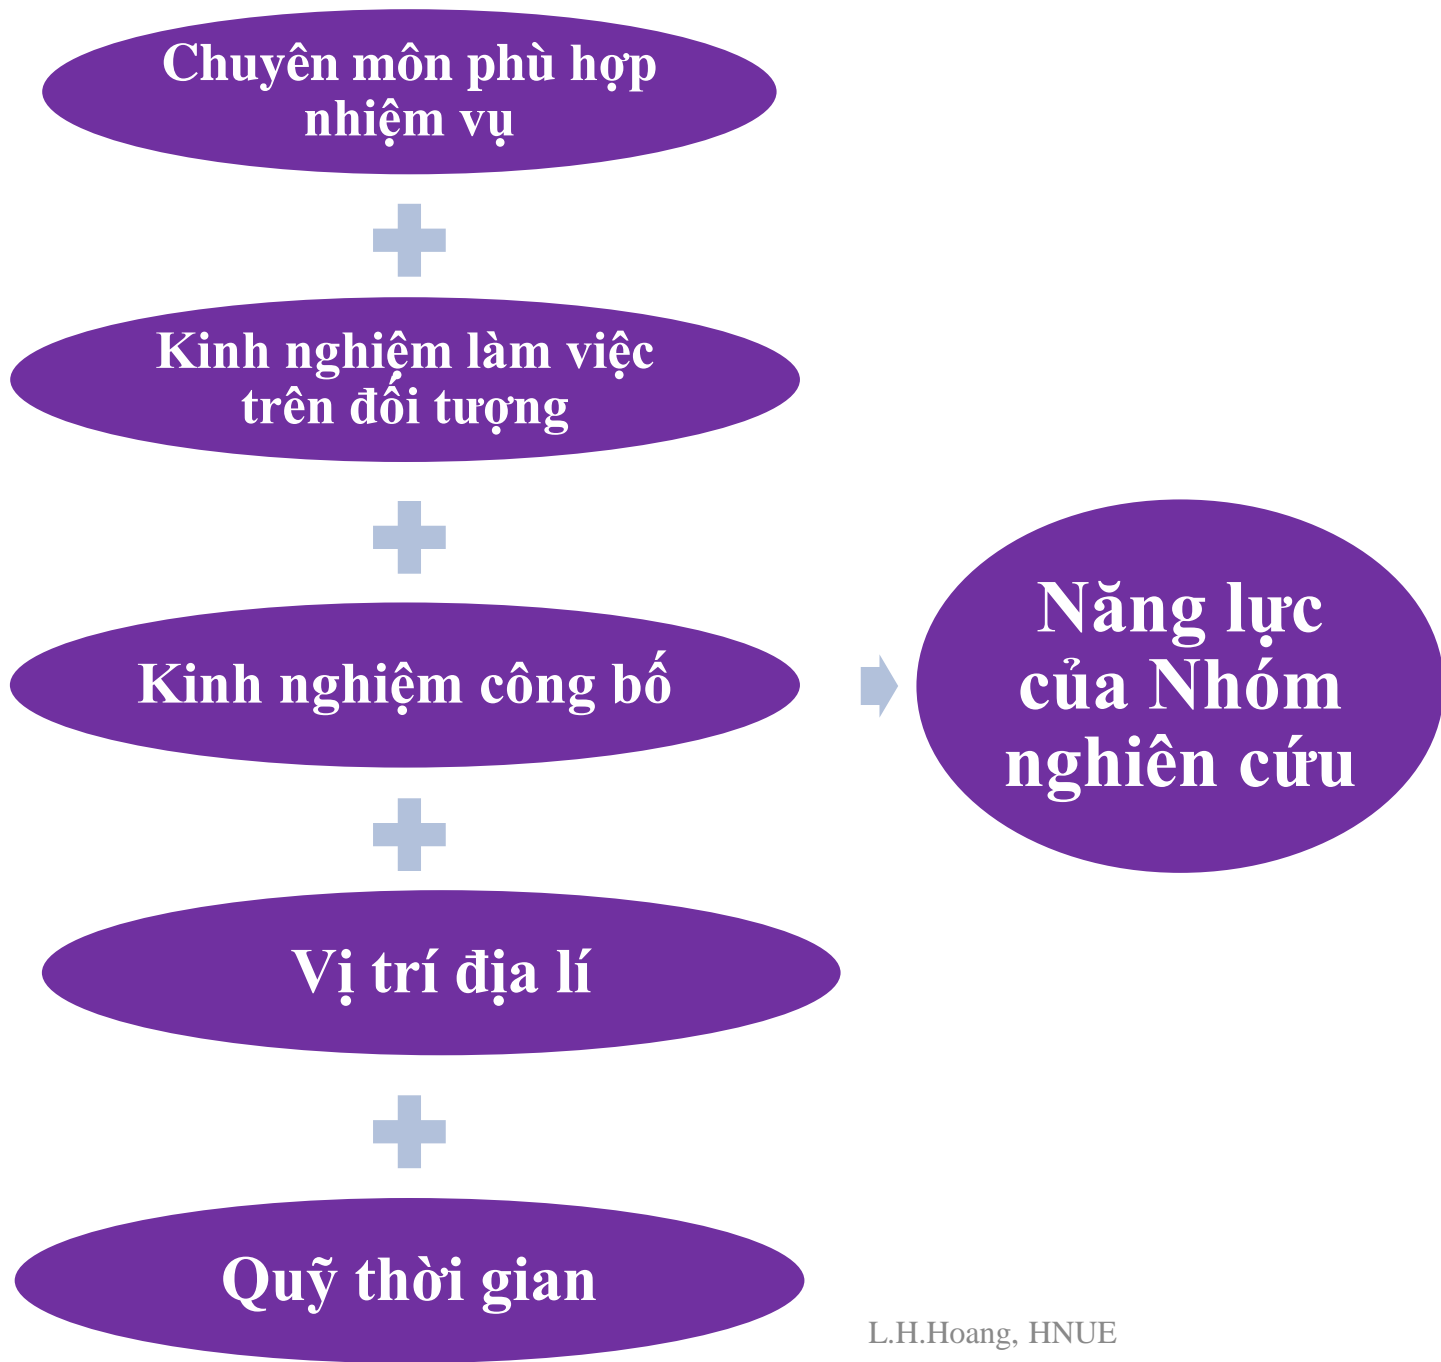 Chuyên môn phù hợp
nhiệm vụ
Kinh nghiệm làm việc
trên đối tượng
Kinh nghiệm công bố
Vị trí địa lí
Quỹ thời gian
Năng lực
của Nhóm
nghiên cứu
L.H.Hoang, HNUE